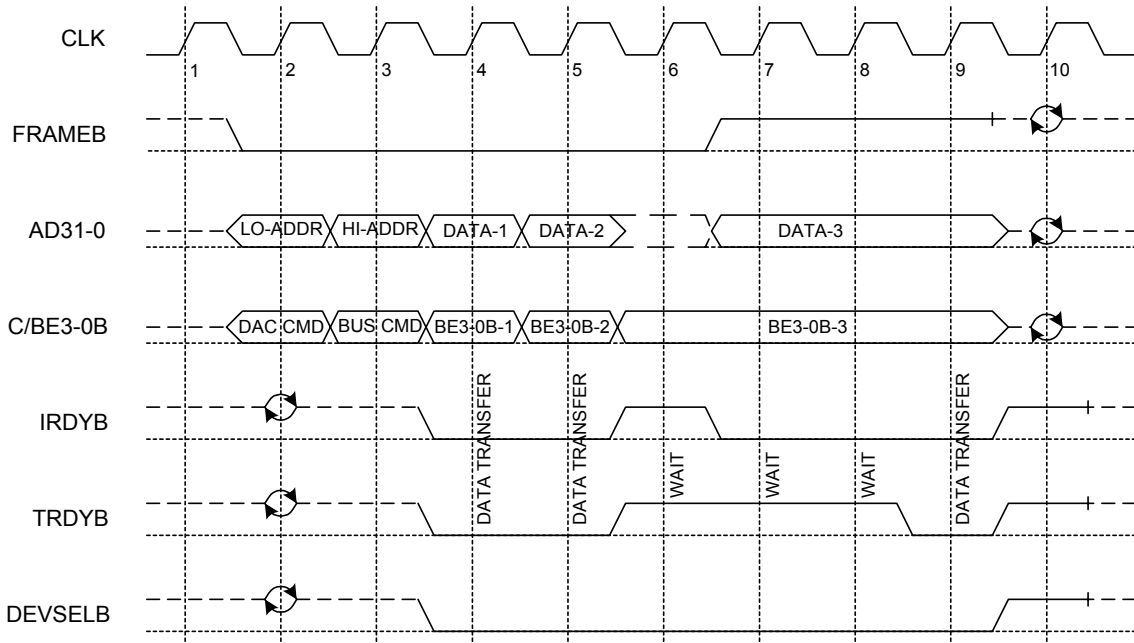 CLK
1 2 3 4 5 6 7 8 9 10
FRAMEB
AD31-0
LO-ADDR HI-ADDR DATA-1 DATA-2 DATA-3
C/BE3-0B
DAC CMD BUS CMD BE3-0B-1 BE3-0B-2 BE3-0B-3
IRDYB
DATA TRANSFER
DATA TRANSFER
WAIT
WAIT
WAIT
DATA TRANSFER
TRDYB
DEVSELB